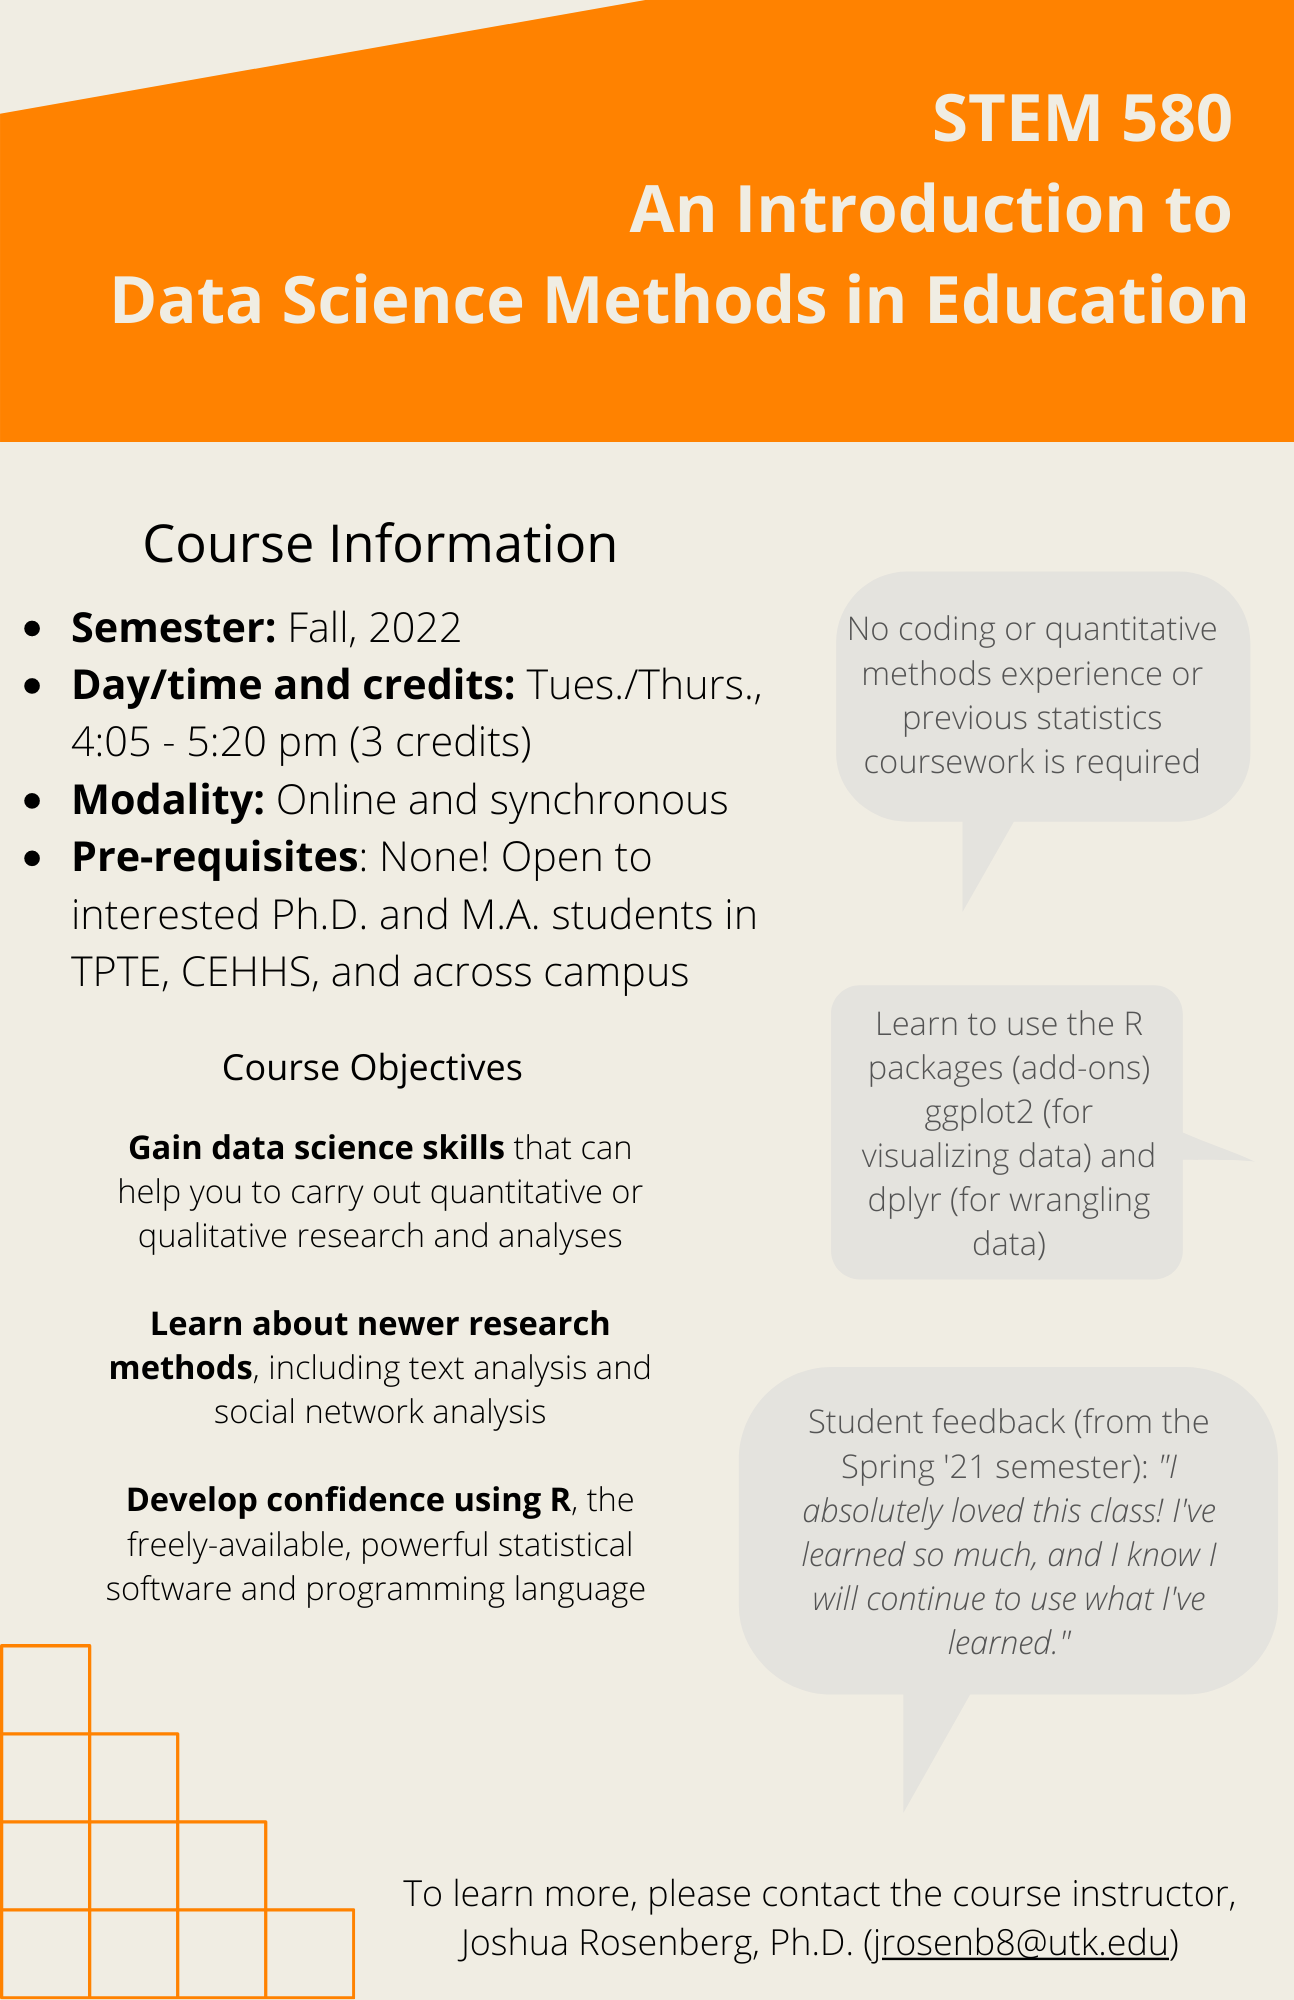 STEM 580
An Introduction to
Data Science Methods in Education
Course Information
• Semester: Fall, 2022
• Day/time and credits: Tues./Thurs.,
4:05 - 5:20 pm (3 credits)
• Modality: Online and synchronous
• Pre-requisites: None! Open to
interested Ph.D. and M.A. students in
TPTE, CEHHS, and across campus
Course Objectives
Gain data science skills that can
help you to carry out quantitative or
qualitative research and analyses
Learn about newer research
methods, including text analysis and
social network analysis
Develop confidence using R, the
freely-available, powerful statistical
software and programming language
No coding or quantitative
methods experience or
previous statistics
coursework is required
Learn to use the R
packages (add-ons)
ggplot2 (for
visualizing data) and
dplyr (for wrangling
data)
Student feedback (from the
Spring '21 semester): "I
absolutely loved this class! I've
learned so much, and I know I
will continue to use what I've
learned."
To learn more, please contact the course instructor,
Joshua Rosenberg, Ph.D. (jrosenb8@utk.edu)